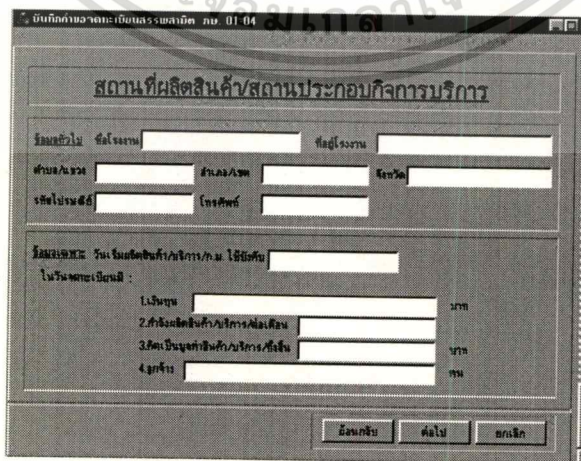 บันทึกคำขอจดทะเบียนสรรพสามิต ภษ. 01-04
สถานที่ผลิตสินค้า/สถานประกอบกิจการบริการ
ข้อมูลทั่วไป ชื่อโรงงาน ที่อยู่โรงงาน
ตำบล/แขวง อำเภอ/เขต จังหวัด
รหัสไปรษณีย์ โทรศัพท์
ข้อมูลเฉพาะ วันเริ่มผลิตสินค้า/บริการ/ก.ม. ใช้บังคับ
ในวันจดทะเบียนมี :
1.เงินทุน บาท
2.กำลังผลิตสินค้า/บริการ/ต่อเดือน
3.คิดเป็นมูลค่าสินค้า/บริการ/ทั้งสิ้น บาท
4.ลูกจ้าง คน
ย้อนกลับ ต่อไป ยกเลิก